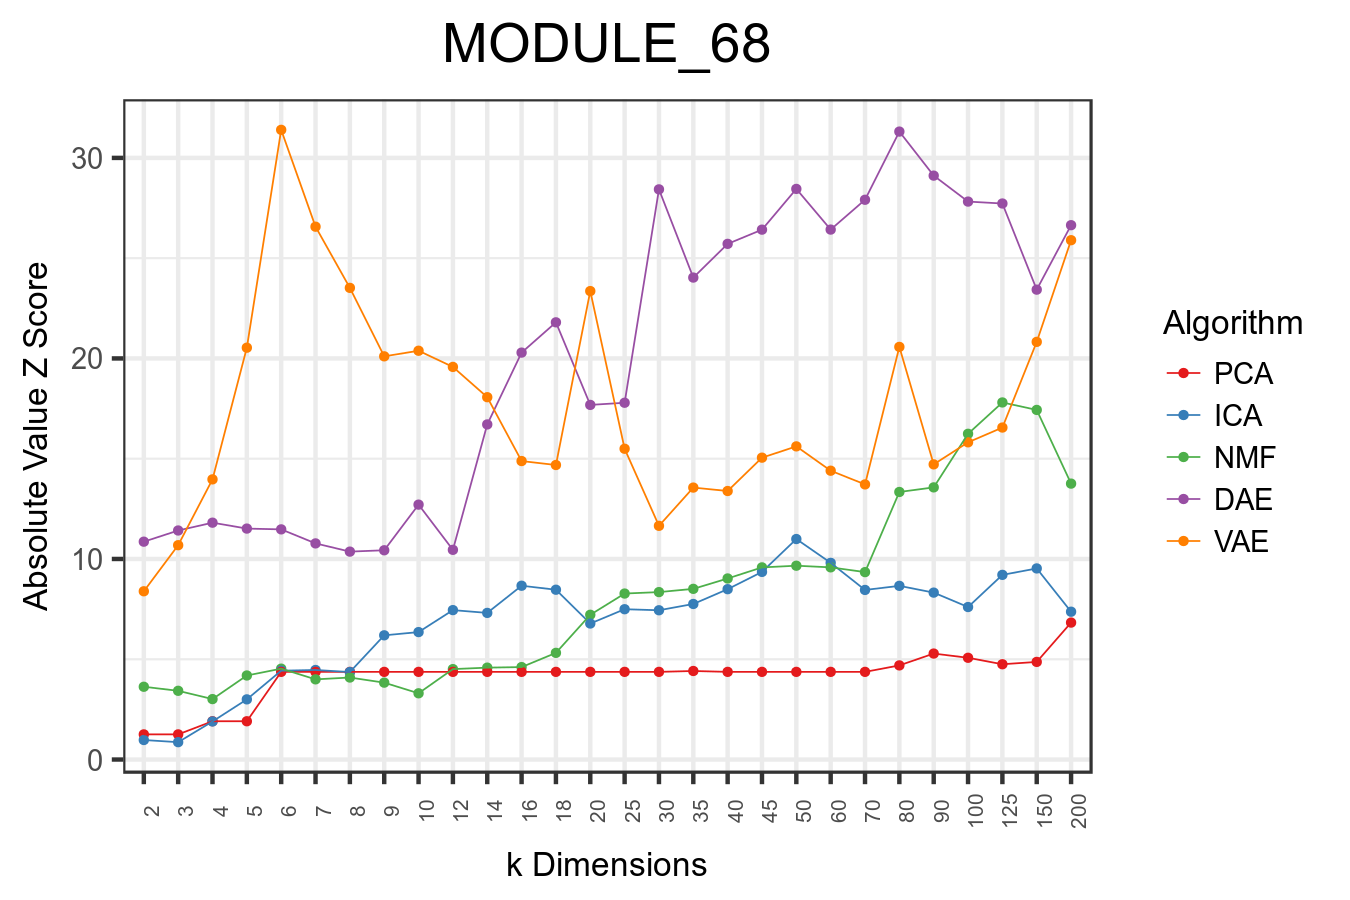 MODULE_68
Absolute Value Z Score
30
20
10
0
2 3 4 5 6 7 8 9 10 12 14 16 18 20 25 30 35 40 45 50 60 70 80 90 100 125 150 200
k Dimensions
Algorithm
PCA
ICA
NMF
DAE
VAE